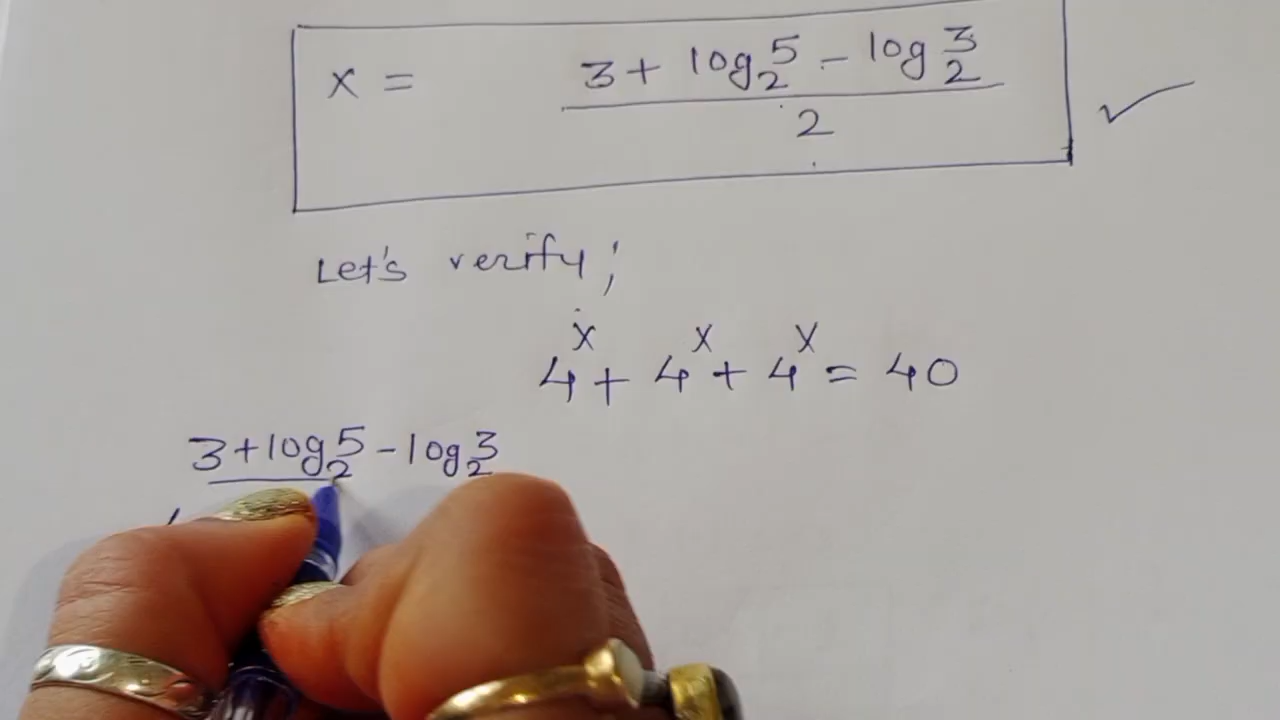 x = 3 + log₂5 - log₂3
2
Let's verify;
4ˣ + 4ˣ + 4ˣ = 40
3 + log₂5 - log₂3